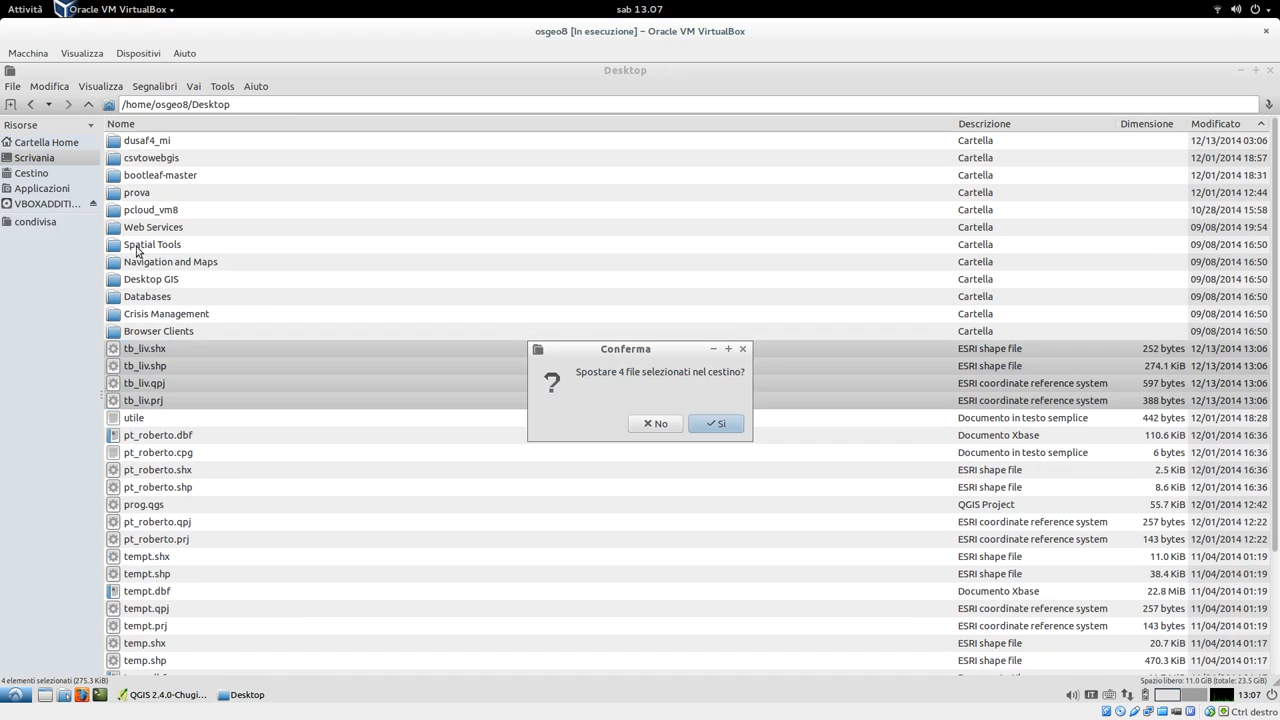 Attività Oracle VM VirtualBox ▾ sab 13.07
osgeo8 [In esecuzione] – Oracle VM VirtualBox
Macchina Visualizza Dispositivi Aiuto
Desktop
File Modifica Visualizza Segnalibri Vai Tools Aiuto
/home/osgeo8/Desktop
Risorse
Cartella Home
Scrivania
Cestino
Applicazioni
VBOXADDITI...
condivisa
Nome Descrizione Dimensione Modificato
dusaf4_mi Cartella 12/13/2014 03:06
csvtowebgis Cartella 12/01/2014 18:57
bootleaf-master Cartella 12/01/2014 18:31
prova Cartella 12/01/2014 12:44
pcloud_vm8 Cartella 10/28/2014 15:58
Web Services Cartella 09/08/2014 19:54
Spatial Tools Cartella 09/08/2014 16:50
Navigation and Maps Cartella 09/08/2014 16:50
Desktop GIS Cartella 09/08/2014 16:50
Databases Cartella 09/08/2014 16:50
Crisis Management Cartella 09/08/2014 16:50
Browser Clients Cartella 09/08/2014 16:50
tb_liv.shx ESRI shape file 252 bytes 12/13/2014 13:06
tb_liv.shp ESRI shape file 274.1 KiB 12/13/2014 13:06
tb_liv.qpj ESRI coordinate reference system 597 bytes 12/13/2014 13:06
tb_liv.prj ESRI coordinate reference system 388 bytes 12/13/2014 13:06
utile Documento in testo semplice 442 bytes 12/01/2014 18:28
pt_roberto.dbf Documento Xbase 110.6 KiB 12/01/2014 16:36
pt_roberto.cpg Documento in testo semplice 6 bytes 12/01/2014 16:36
pt_roberto.shx ESRI shape file 2.5 KiB 12/01/2014 16:36
pt_roberto.shp ESRI shape file 8.6 KiB 12/01/2014 16:36
prog.qgs QGIS Project 55.7 KiB 12/01/2014 12:42
pt_roberto.qpj ESRI coordinate reference system 257 bytes 12/01/2014 12:22
pt_roberto.prj ESRI coordinate reference system 143 bytes 12/01/2014 12:22
tempt.shx ESRI shape file 11.0 KiB 11/04/2014 01:19
tempt.shp ESRI shape file 38.4 KiB 11/04/2014 01:19
tempt.dbf Documento Xbase 22.8 MiB 11/04/2014 01:19
tempt.qpj ESRI coordinate reference system 257 bytes 11/04/2014 01:19
tempt.prj ESRI coordinate reference system 143 bytes 11/04/2014 01:19
temp.shx ESRI shape file 20.7 KiB 11/04/2014 01:17
temp.shp ESRI shape file 470.3 KiB 11/04/2014 01:17
Conferma
Spostare 4 file selezionati nel cestino?
No Sì
4 elementi selezionati (275.3 KiB) Spazio libero: 11.0 GiB (totale: 23.5 GiB)
QGIS 2.4.0-Chugi... Desktop IT 13:07
Ctrl destro